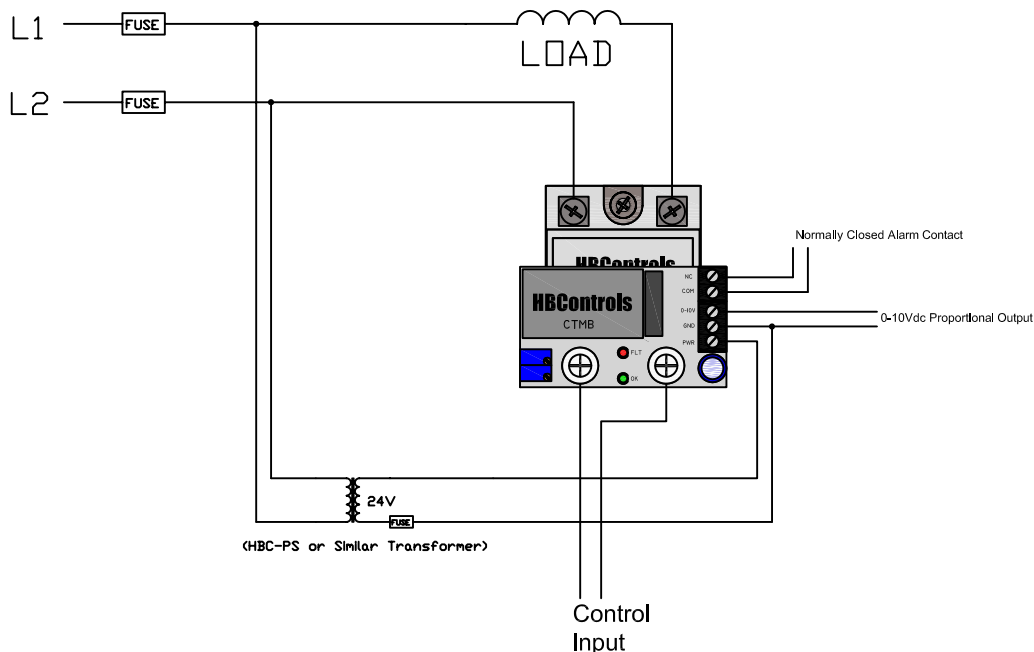 L1
FUSE
LOAD
L2
FUSE
Normally Closed Alarm Contact
HBControls
NC
COM
HBControls
CTMB
0-10V
0-10Vdc Proportional Output
GND
PWR
FLT
OK
24V
FUSE
(HBC-PS or Similar Transformer)
Control
Input